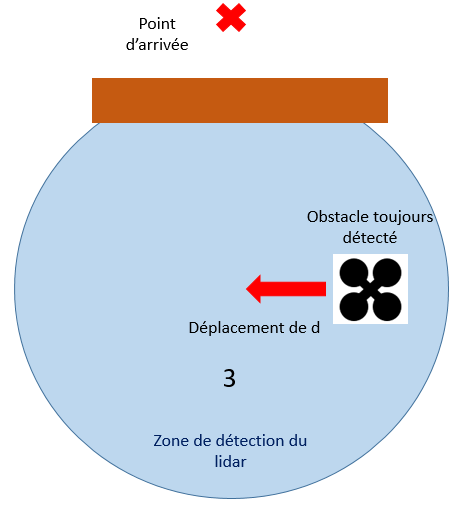 Point
d’arrivée
Obstacle toujours
détecté
Déplacement de d
3
Zone de détection du
lidar